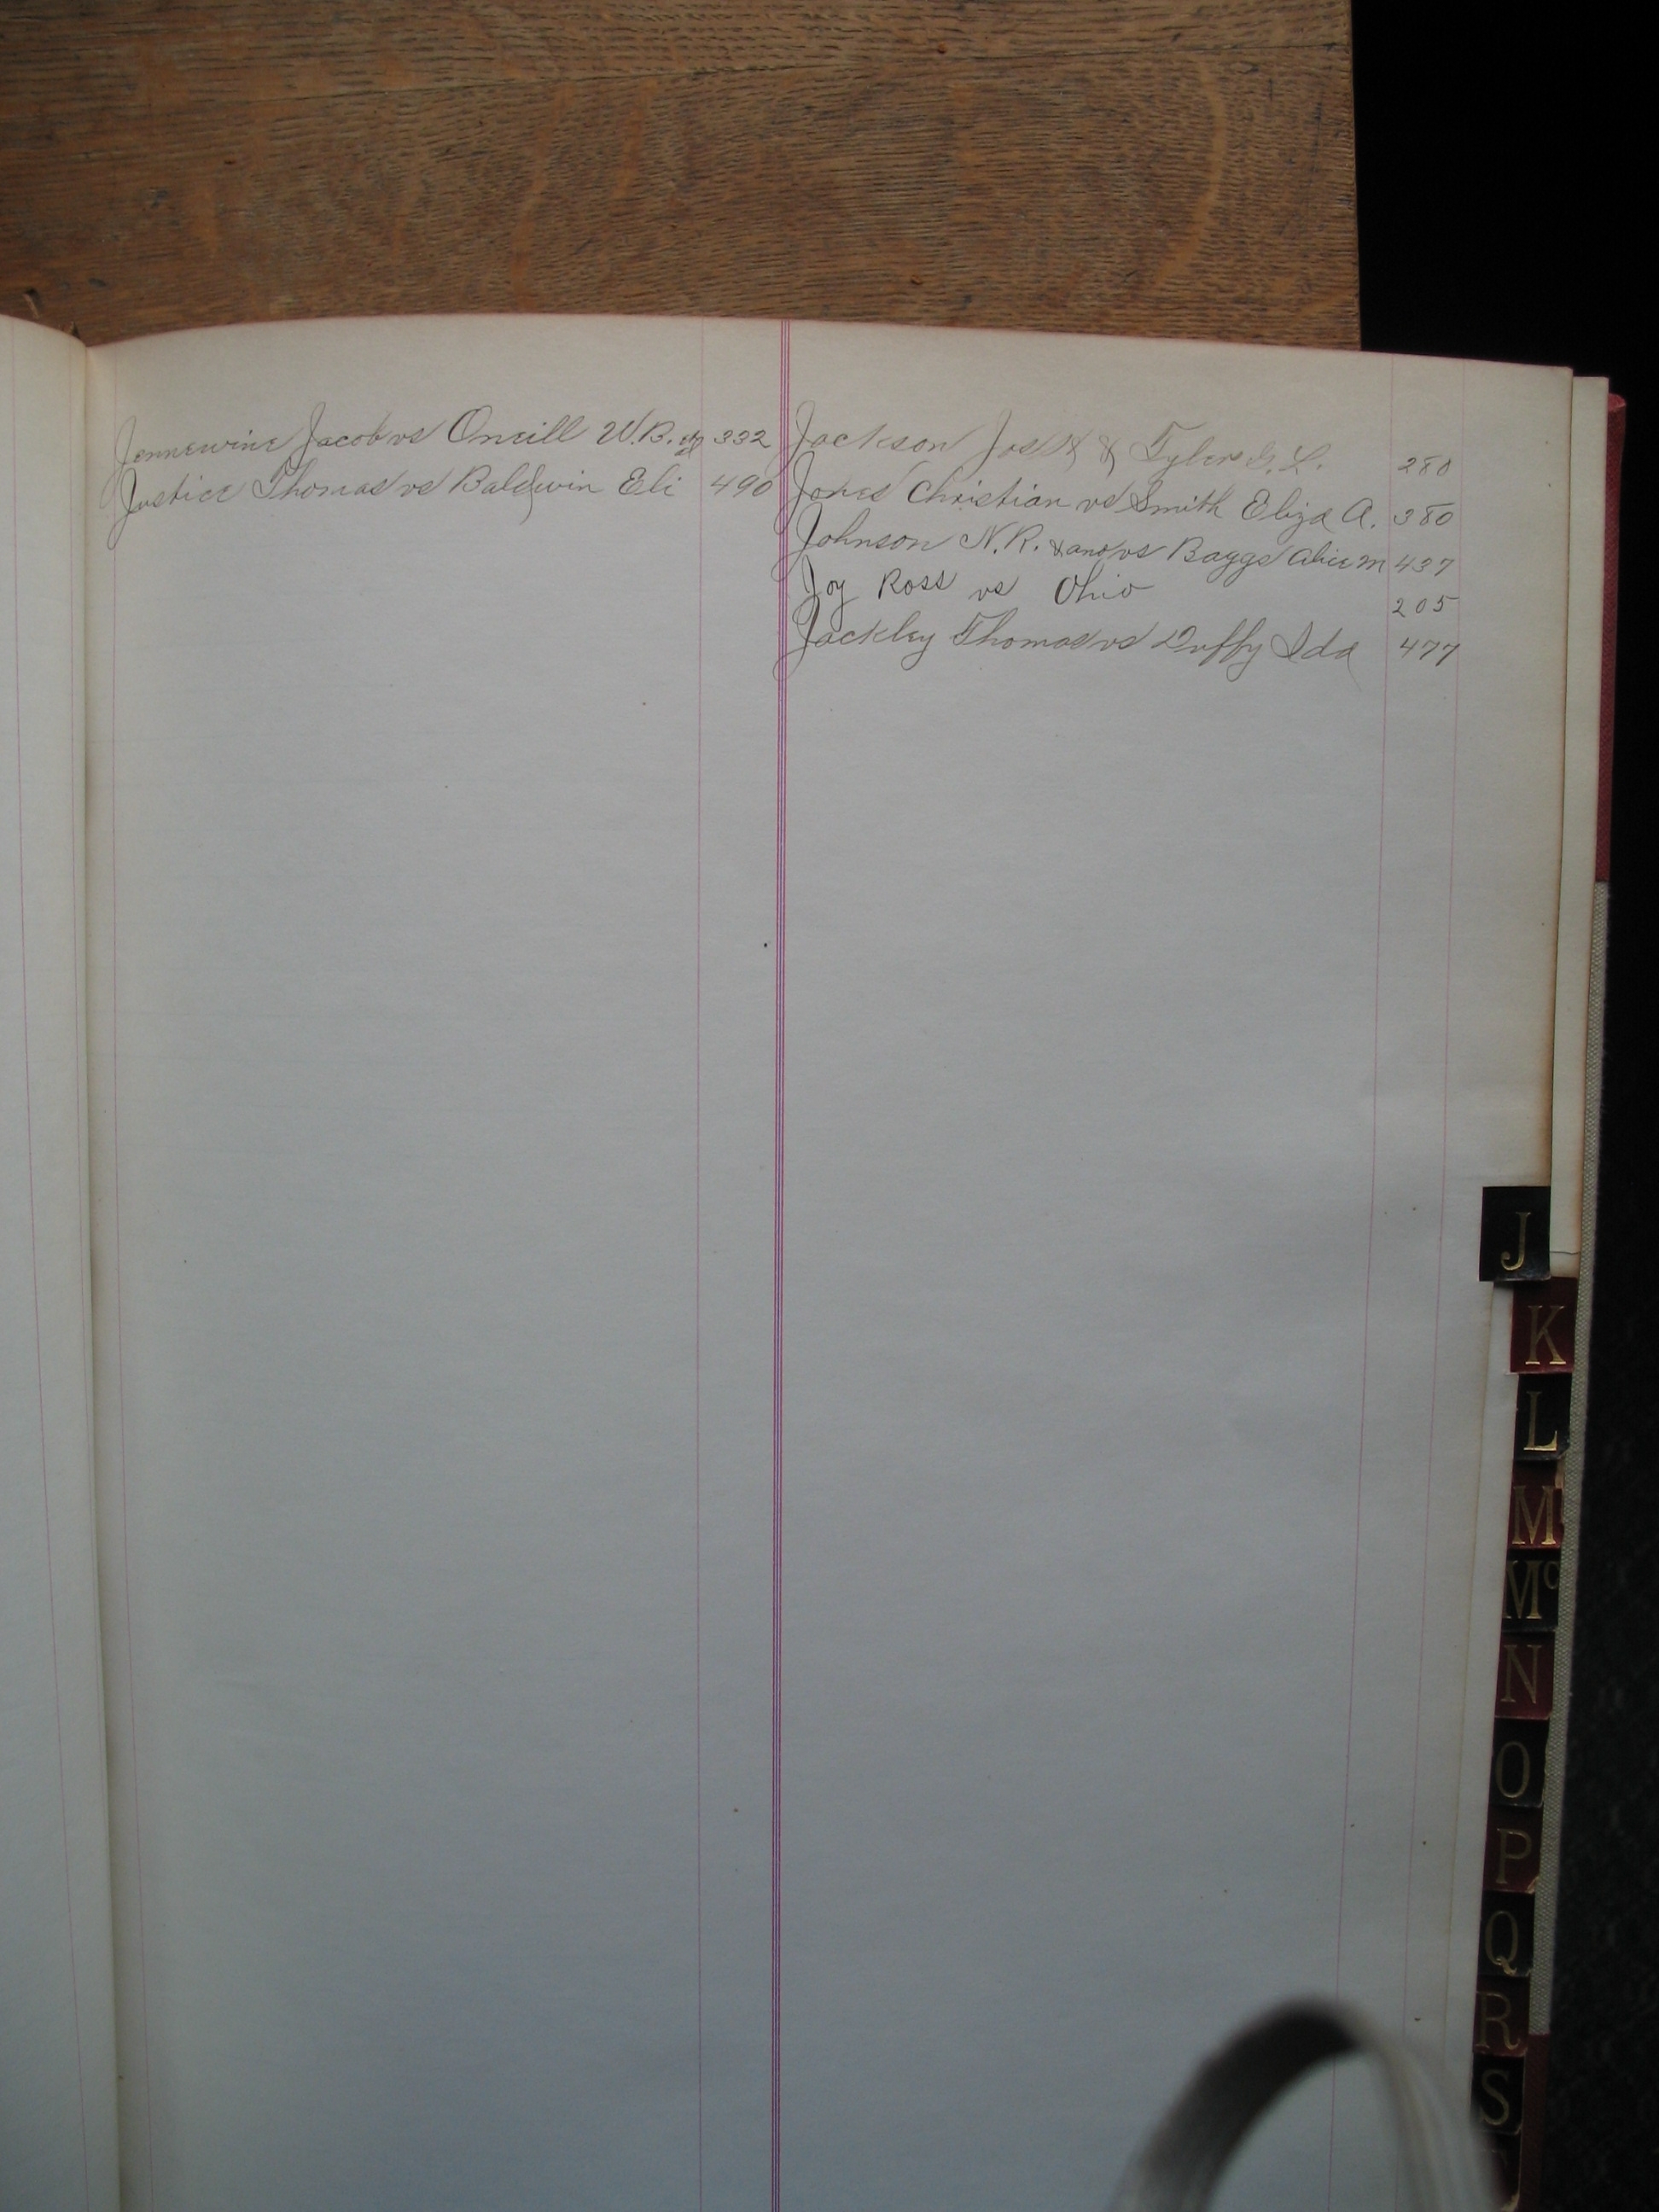 Jennewine Jacob vs Oneill W.B. 332
Justice Thomas vs Baldwin Eli 490
Jackson Jos & Tyler G. L. 280
Jones Christian vs Smith Eliza A. 380
Johnson N.R. & ano vs Baggs Alice M 437
Joy Ross vs Ohio 205
Jackley Thomas vs Duffy Ida 477
J
K
L
M
Mc
N
O
P
Q
R
S